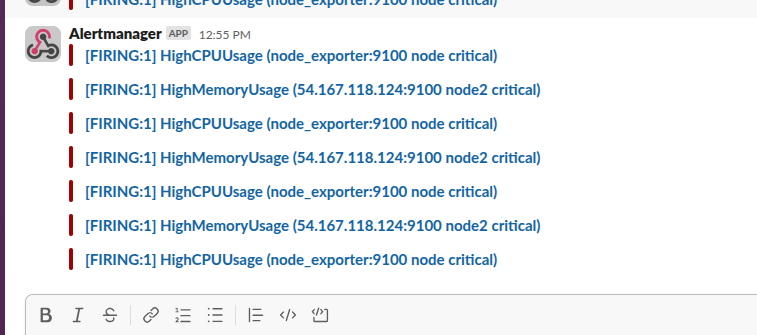 [FIRING:1] HighCPUUsage (node_exporter:9100 node critical)
Alertmanager APP 12:55 PM
[FIRING:1] HighCPUUsage (node_exporter:9100 node critical)
[FIRING:1] HighMemoryUsage (54.167.118.124:9100 node2 critical)
[FIRING:1] HighCPUUsage (node_exporter:9100 node critical)
[FIRING:1] HighMemoryUsage (54.167.118.124:9100 node2 critical)
[FIRING:1] HighCPUUsage (node_exporter:9100 node critical)
[FIRING:1] HighMemoryUsage (54.167.118.124:9100 node2 critical)
[FIRING:1] HighCPUUsage (node_exporter:9100 node critical)
B I S